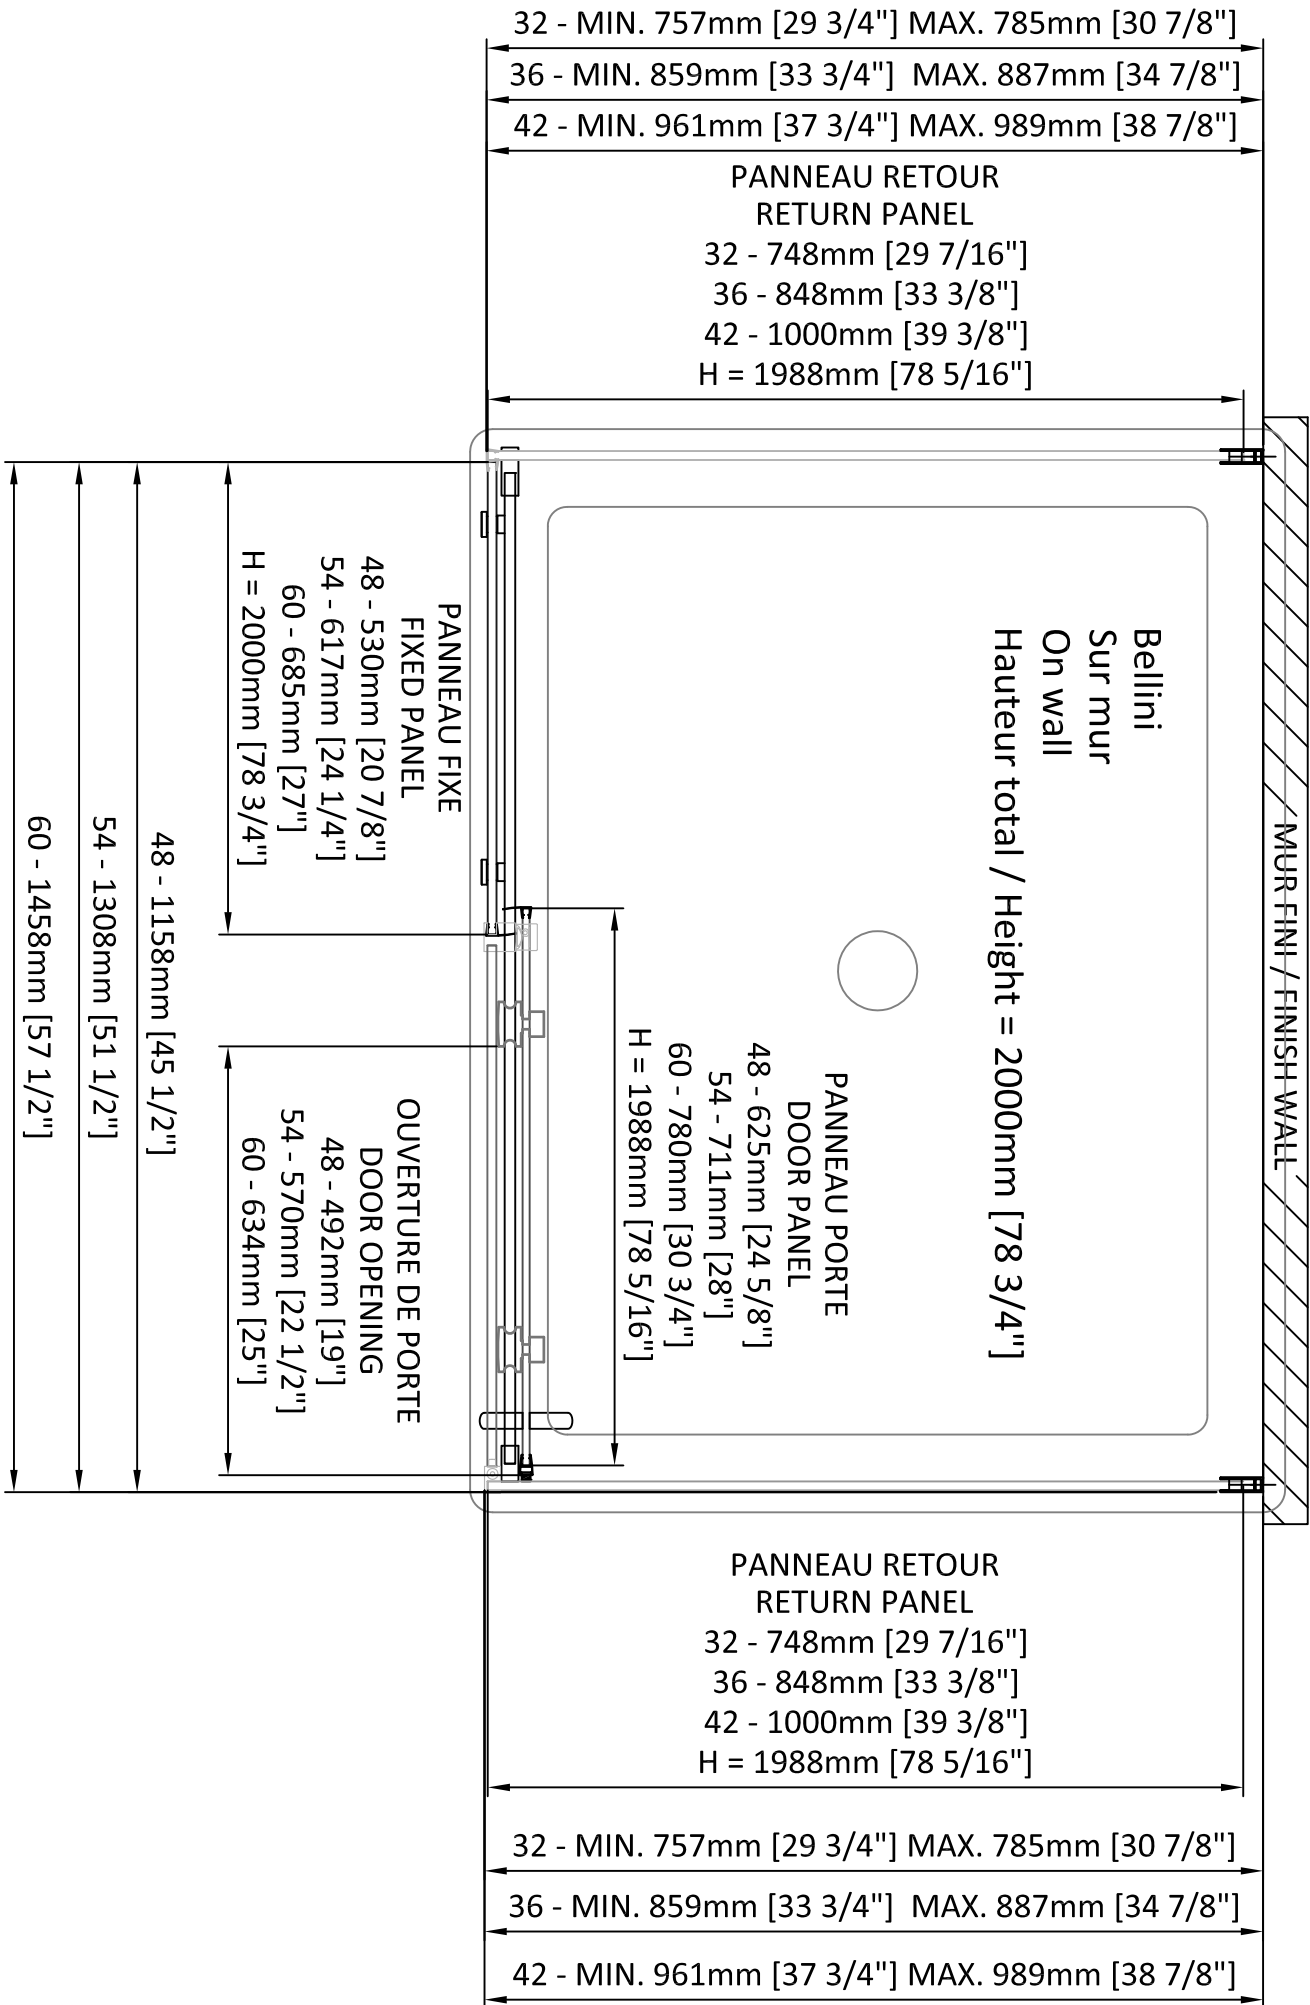 32 - MIN. 757mm [29 3/4"] MAX. 785mm [30 7/8"]
36 - MIN. 859mm [33 3/4"] MAX. 887mm [34 7/8"]
42 - MIN. 961mm [37 3/4"] MAX. 989mm [38 7/8"]
PANNEAU RETOUR
RETURN PANEL
32 - 748mm [29 7/16"]
36 - 848mm [33 3/8"]
42 - 1000mm [39 3/8"]
H = 1988mm [78 5/16"]
MUR FINI / FINISH WALL
Bellini
Sur mur
On wall
Hauteur total / Height = 2000mm [78 3/4"]
PANNEAU PORTE
DOOR PANEL
48 - 625mm [24 5/8"]
54 - 711mm [28"]
60 - 780mm [30 3/4"]
H = 1988mm [78 5/16"]
PANNEAU FIXE
FIXED PANEL
48 - 530mm [20 7/8"]
54 - 617mm [24 1/4"]
60 - 685mm [27"]
H = 2000mm [78 3/4"]
OUVERTURE DE PORTE
DOOR OPENING
48 - 492mm [19"]
54 - 570mm [22 1/2"]
60 - 634mm [25"]
48 - 1158mm [45 1/2"]
54 - 1308mm [51 1/2"]
60 - 1458mm [57 1/2"]
PANNEAU RETOUR
RETURN PANEL
32 - 748mm [29 7/16"]
36 - 848mm [33 3/8"]
42 - 1000mm [39 3/8"]
H = 1988mm [78 5/16"]
32 - MIN. 757mm [29 3/4"] MAX. 785mm [30 7/8"]
36 - MIN. 859mm [33 3/4"] MAX. 887mm [34 7/8"]
42 - MIN. 961mm [37 3/4"] MAX. 989mm [38 7/8"]